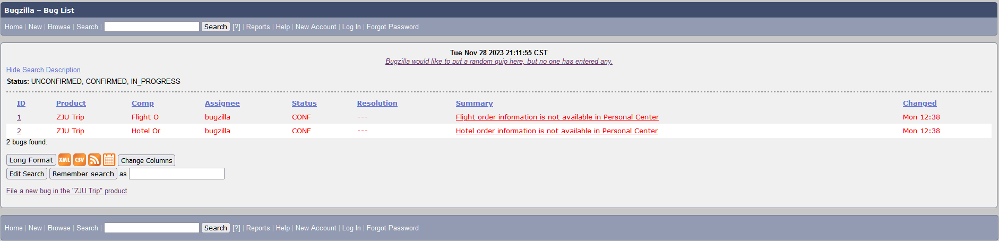 Bugzilla – Bug List
Home | New | Browse | Search | Search [?] | Reports | Help | New Account | Log In | Forgot Password
Tue Nov 28 2023 21:11:55 CST
Bugzilla would like to put a random quip here, but no one has entered any.
Hide Search Description
Status: UNCONFIRMED, CONFIRMED, IN_PROGRESS
ID Product Comp Assignee Status Resolution Summary Changed
1 ZJU Trip Flight O bugzilla CONF --- Flight order information is not available in Personal Center Mon 12:38
2 ZJU Trip Hotel Or bugzilla CONF --- Hotel order information is not available in Personal Center Mon 12:38
2 bugs found.
Long Format XML CSV Change Columns
Edit Search Remember search as
File a new bug in the "ZJU Trip" product
Home | New | Browse | Search | Search [?] | Reports | Help | New Account | Log In | Forgot Password